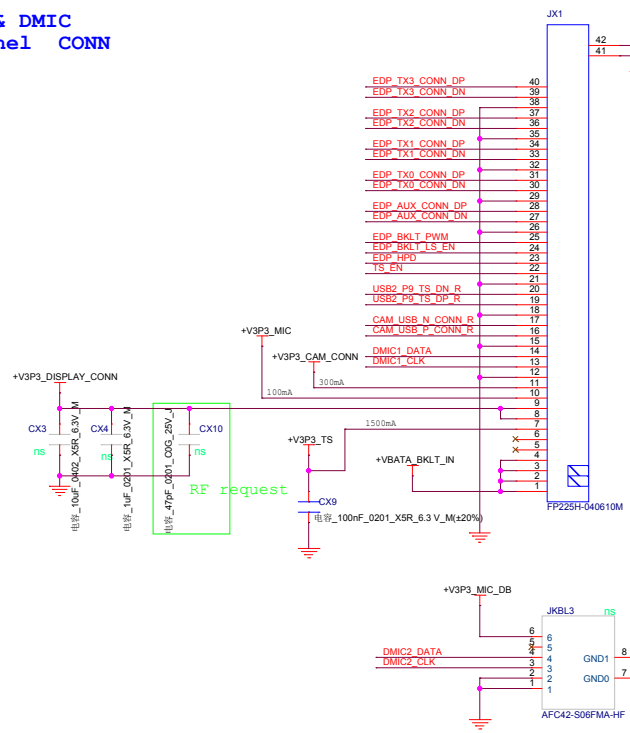 & DMIC
nel CONN
JX1
42
41
EDP_TX3_CONN_DP 40
EDP_TX3_CONN_DN 39
38
EDP_TX2_CONN_DP 37
EDP_TX2_CONN_DN 36
35
EDP_TX1_CONN_DP 34
EDP_TX1_CONN_DN 33
32
EDP_TX0_CONN_DP 31
EDP_TX0_CONN_DN 30
29
EDP_AUX_CONN_DP 28
EDP_AUX_CONN_DN 27
26
EDP_BKLT_PWM 25
EDP_BKLT_LS_EN 24
EDP_HPD 23
TS_EN 22
21
USB2_P9_TS_DN_R 20
USB2_P9_TS_DP_R 19
18
CAM_USB_N_CONN_R 17
CAM_USB_P_CONN_R 16
15
DMIC1_DATA 14
DMIC1_CLK 13
12
11
10
9
8
7
6
5
4
3
2
1
FP225H-040610M
+V3P3_MIC
100mA
+V3P3_CAM_CONN
300mA
+V3P3_DISPLAY_CONN
CX3
ns
电容_10uF_0402_X5R_6.3V_M
CX4
ns
电容_1uF_0201_X5R_6.3V_M
CX10
ns
电容_47pF_0201_C0G_25V_J
RF request
1500mA
+V3P3_TS
CX9
电容_100nF_0201_X5R_6.3 V_M(±20%)
+VBATA_BKLT_IN
+V3P3_MIC_DB
JKBL3
ns
6 6
5 5
DMIC2_DATA 4 4
DMIC2_CLK 3 3
2 2
1 1
GND1 8
GND0 7
AFC42-S06FMA-HF